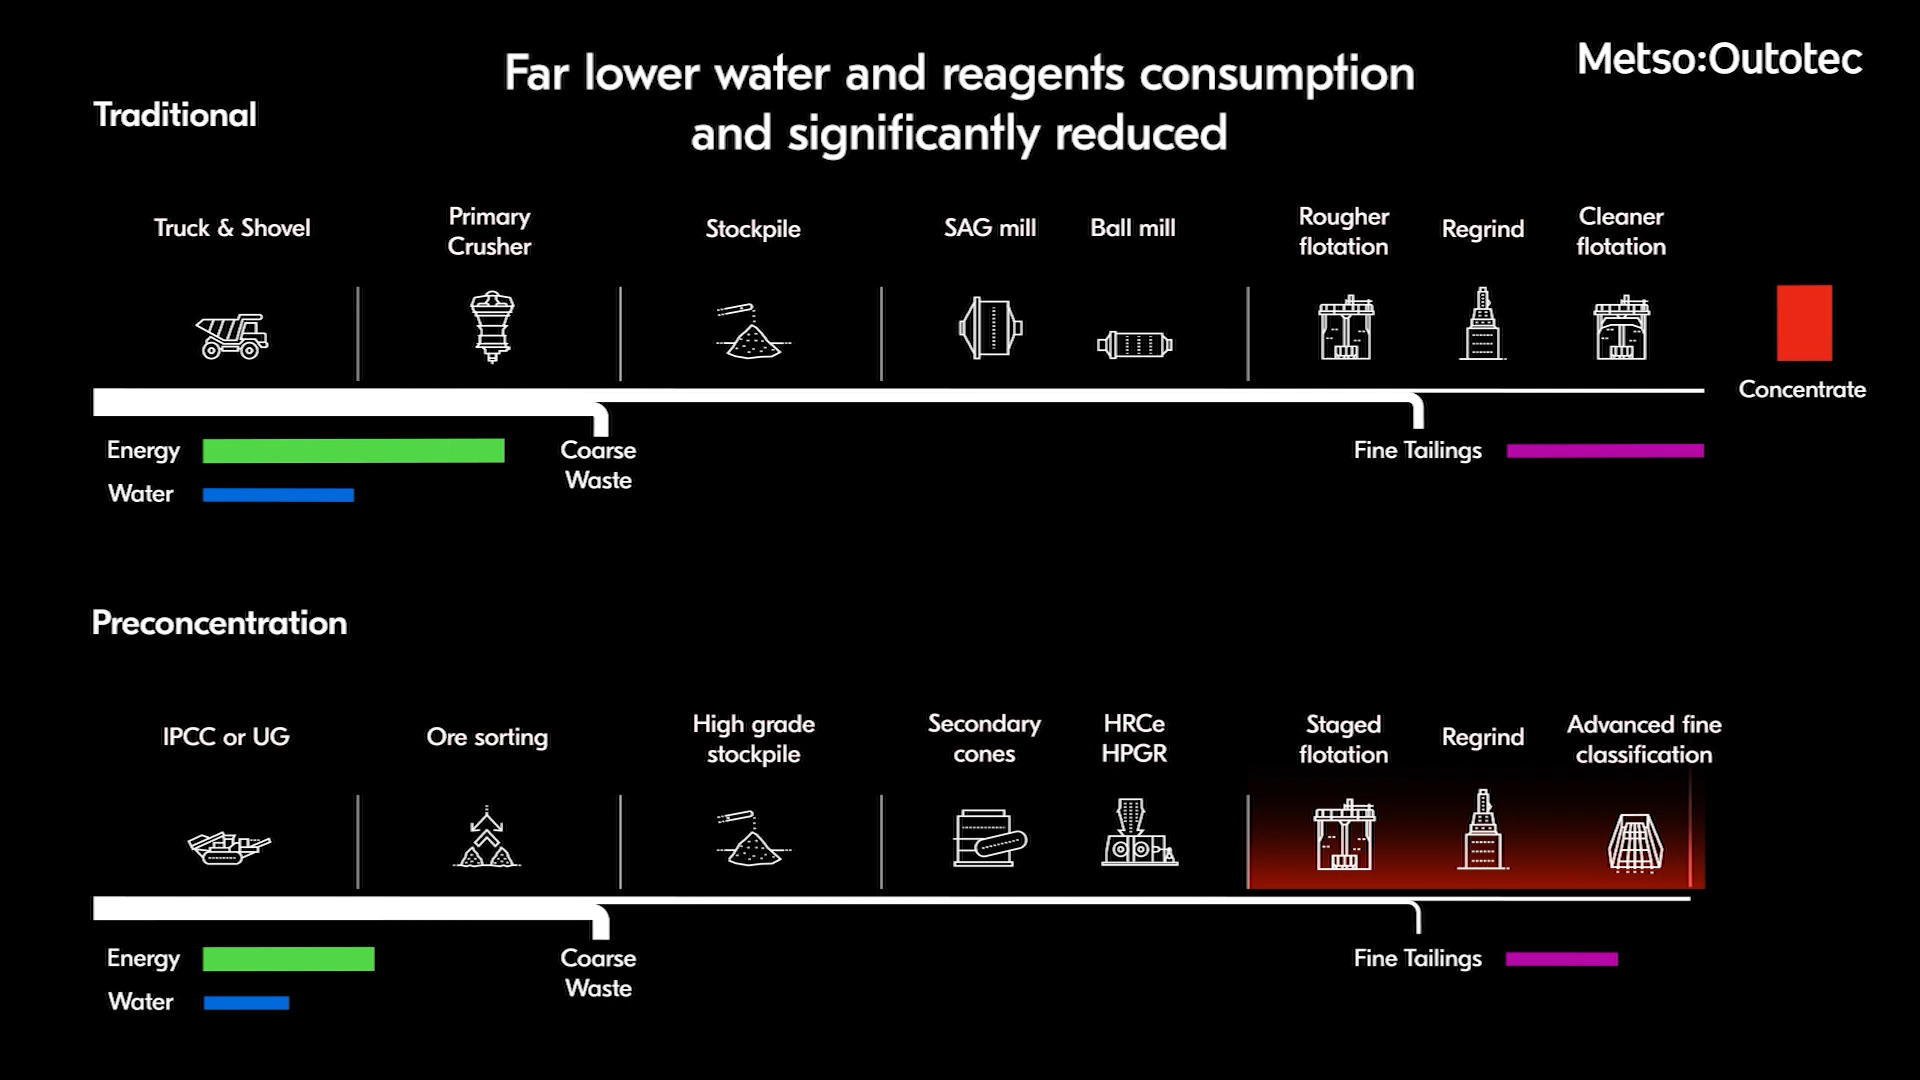 Metso:Outotec
Far lower water and reagents consumption
and significantly reduced
Traditional
Truck & Shovel
Primary
Crusher
Stockpile
SAG mill
Ball mill
Rougher
flotation
Regrind
Cleaner
flotation
Concentrate
Energy
Water
Coarse
Waste
Fine Tailings
Preconcentration
IPCC or UG
Ore sorting
High grade
stockpile
Secondary
cones
HRCe
HPGR
Staged
flotation
Regrind
Advanced fine
classification
Energy
Water
Coarse
Waste
Fine Tailings